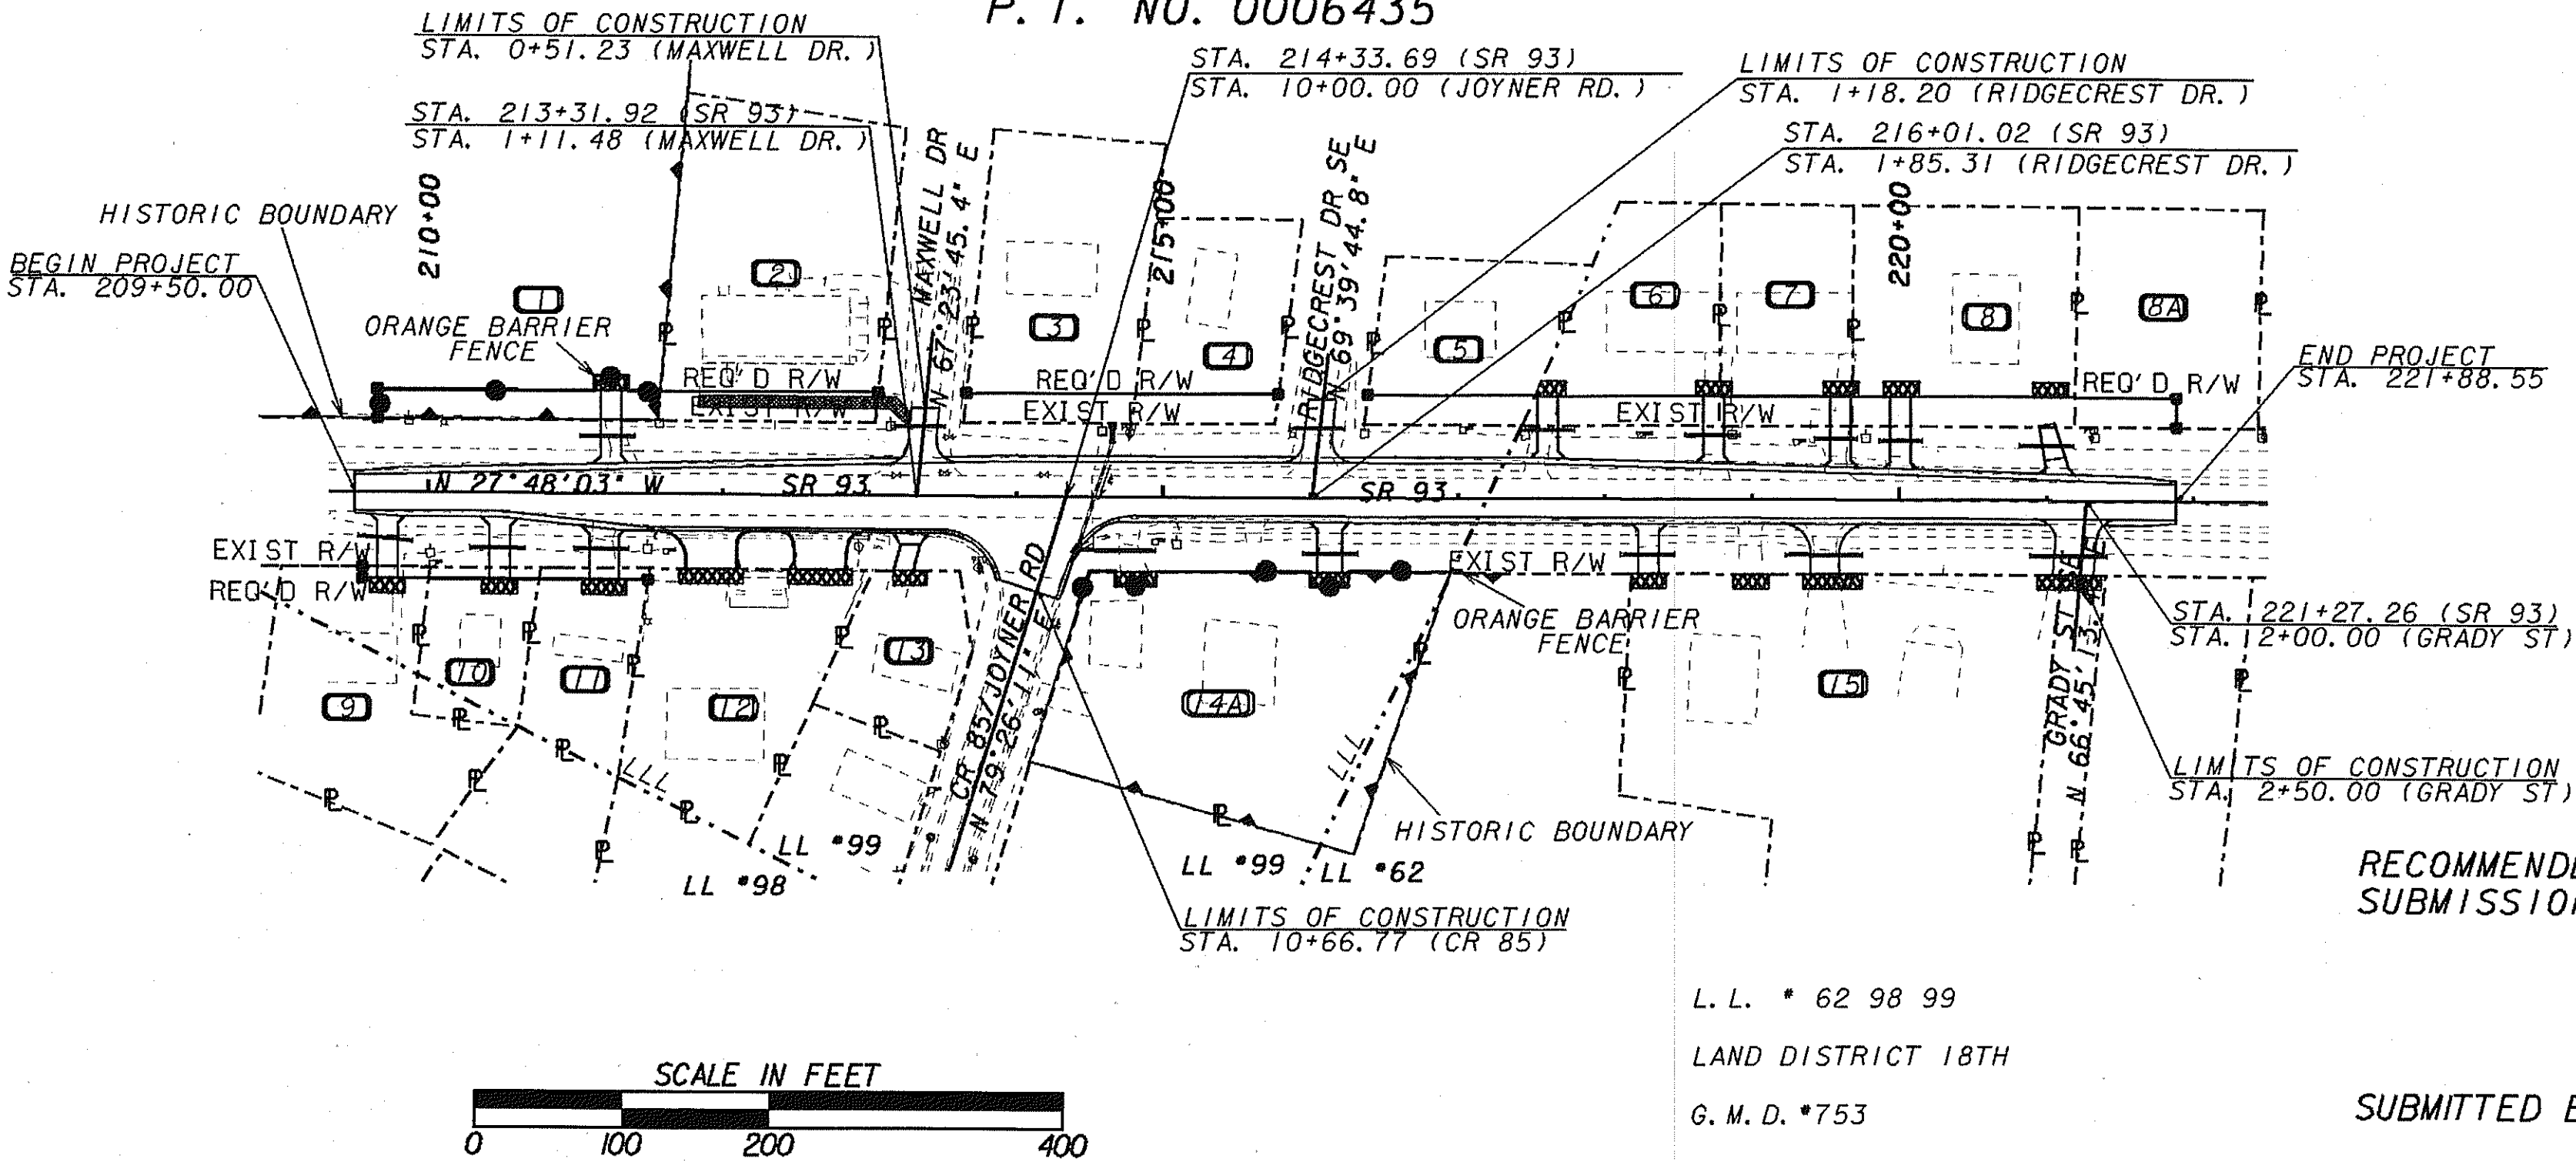 P. I. NO. 0006435
LIMITS OF CONSTRUCTION
STA. 0+51.23 (MAXWELL DR.)
STA. 213+31.92 (SR 93)
STA. 1+11.48 (MAXWELL DR.)
STA. 214+33.69 (SR 93)
STA. 10+00.00 (JOYNER RD.)
LIMITS OF CONSTRUCTION
STA. 1+18.20 (RIDGECREST DR.)
STA. 216+01.02 (SR 93)
STA. 1+85.31 (RIDGECREST DR.)
HISTORIC BOUNDARY
BEGIN PROJECT
STA. 209+50.00
210+00
ORANGE BARRIER
FENCE
1
2
MAXWELL DR
N 67°23'45.4" E
3
215+00
4
RIDGECREST DR SE
N 69°39'44.8" E
5
6
7
220+00
8
8A
END PROJECT
STA. 221+88.55
REQ'D R/W
EXIST R/W
REQ'D R/W
EXIST R/W
EXIST R/W
REQ'D R/W
N 27°48'03" W
SR 93
SR 93
EXIST R/W
REQ'D R/W
EXIST R/W
ORANGE BARRIER
FENCE
9
10
11
12
13
CR 85/JOYNER RD
N 79°26'11" E
14A
15
GRADY ST SE
STA. 221+27.26 (SR 93)
STA. 2+00.00 (GRADY ST)
LIMITS OF CONSTRUCTION
STA. 2+50.00 (GRADY ST)
LLL
LLL
HISTORIC BOUNDARY
LL #99
LL #98
LL #99
LL #62
LIMITS OF CONSTRUCTION
STA. 10+66.77 (CR 85)
L.L. # 62 98 99
LAND DISTRICT 18TH
G.M.D. #753
SCALE IN FEET
0 100 200 400
SUBMITTED